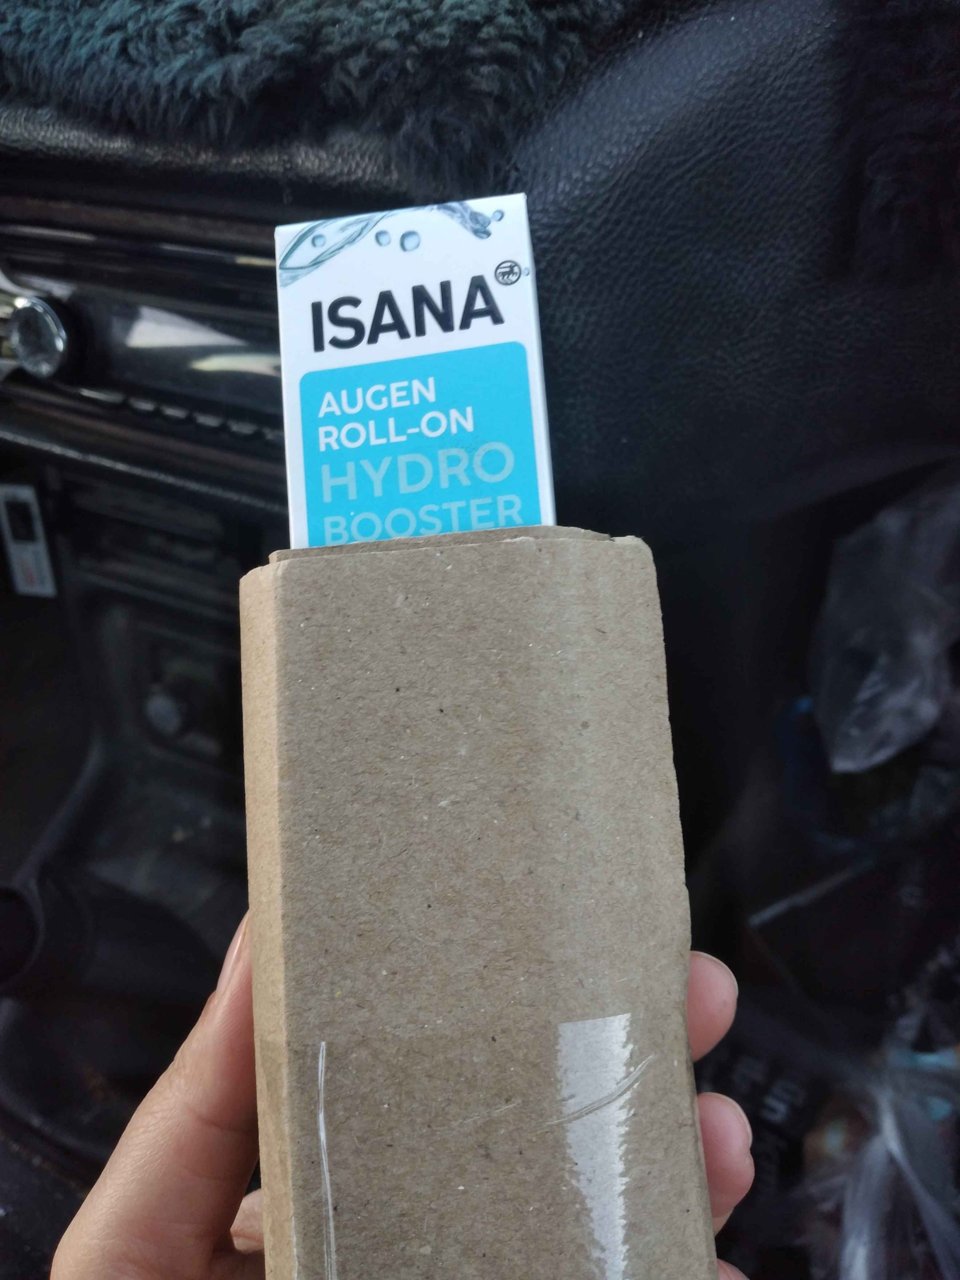 ISANA
AUGEN
ROLL-ON
HYDRO
BOOSTER